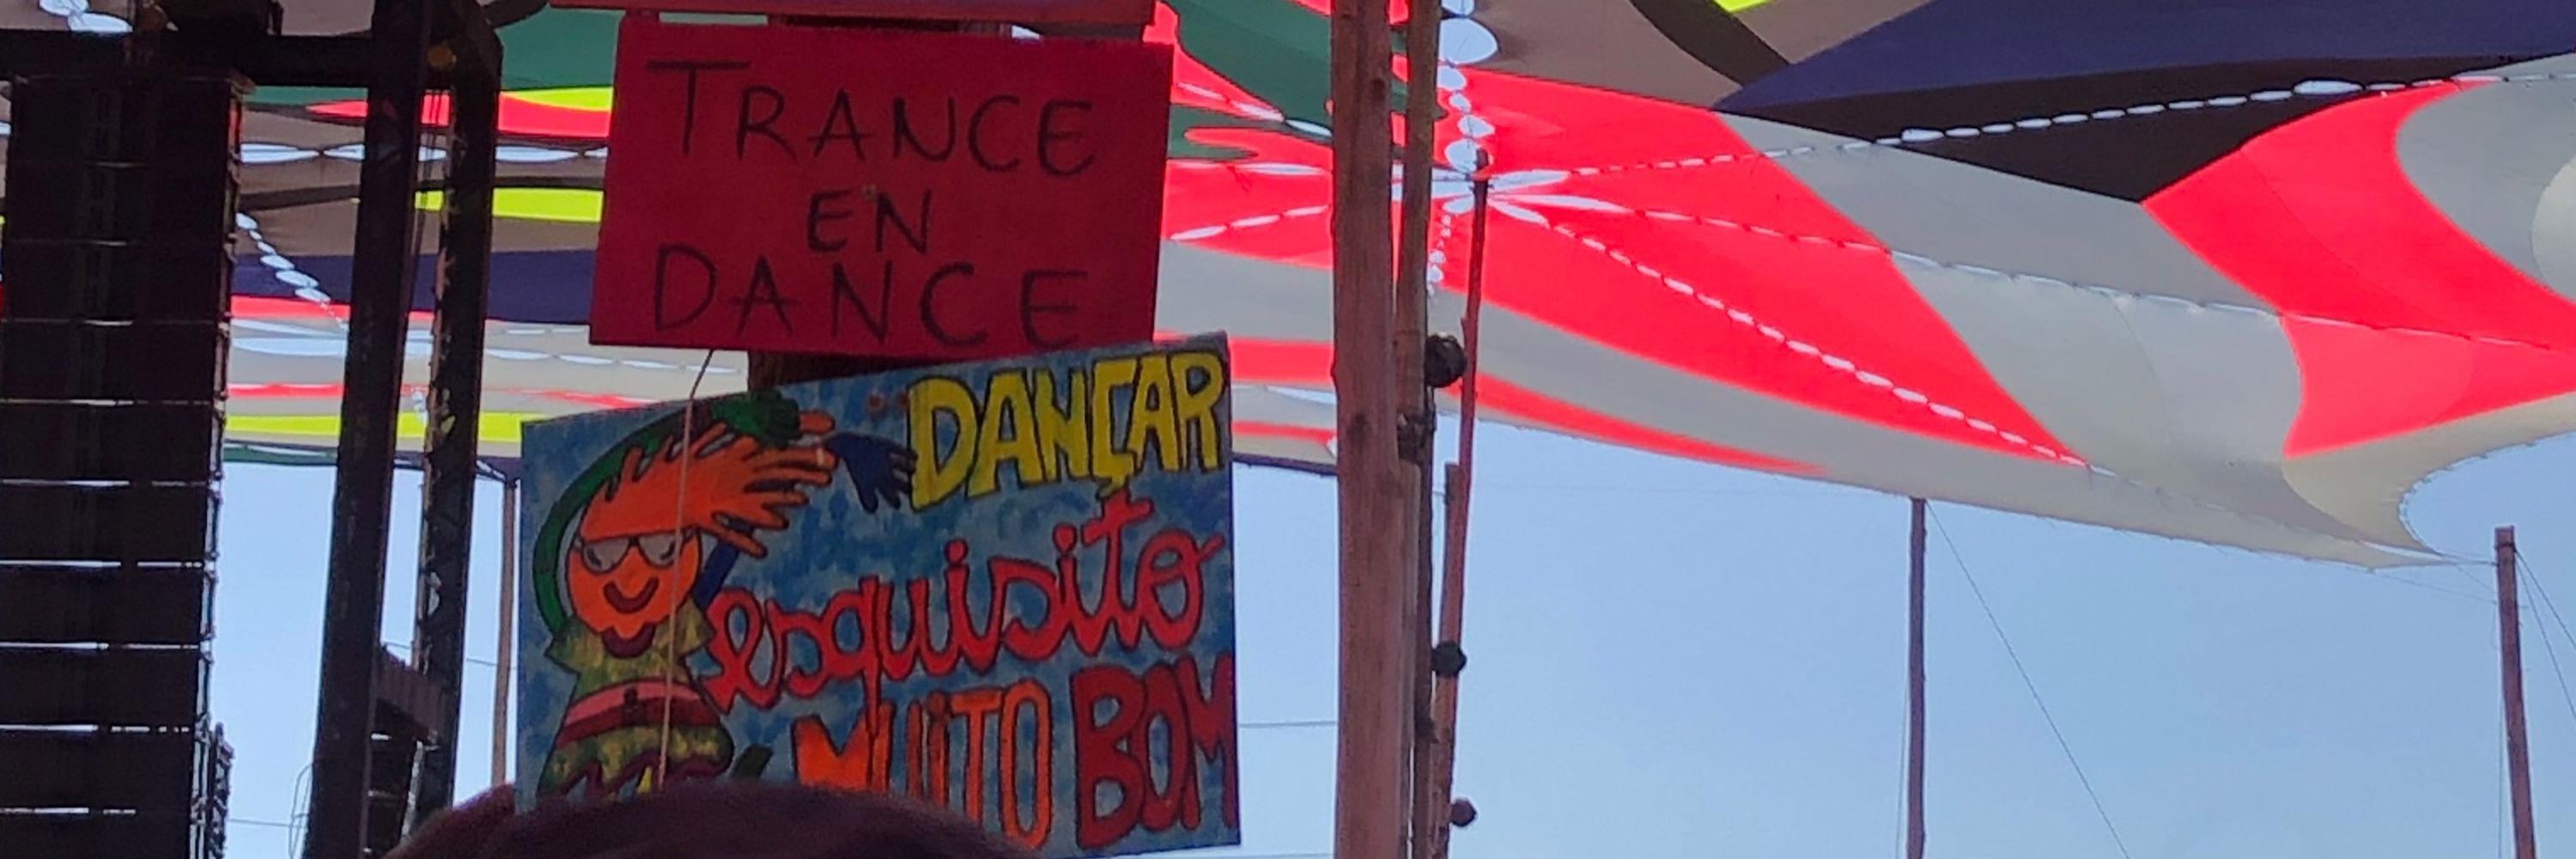 TRANCE
EN
DANCE
DANÇAR
esquisito
MUITO BOM